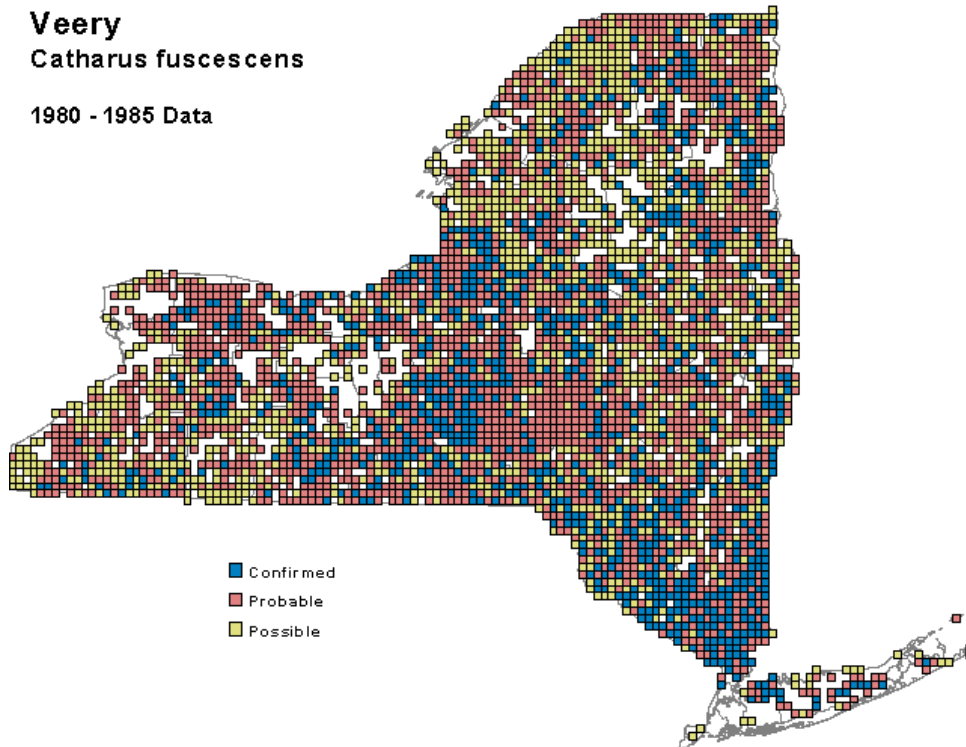 Veery
Catharus fuscescens
1980 - 1985 Data
Confirmed
Probable
Possible